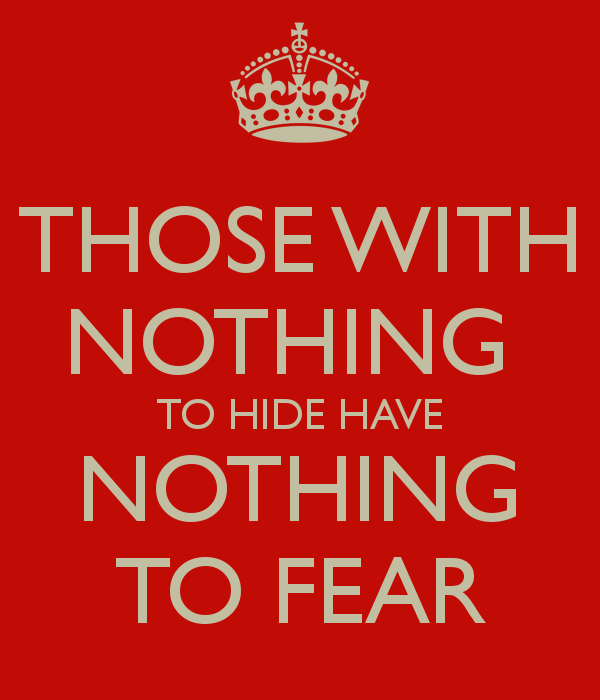 THOSE WITH
NOTHING
TO HIDE HAVE
NOTHING
TO FEAR